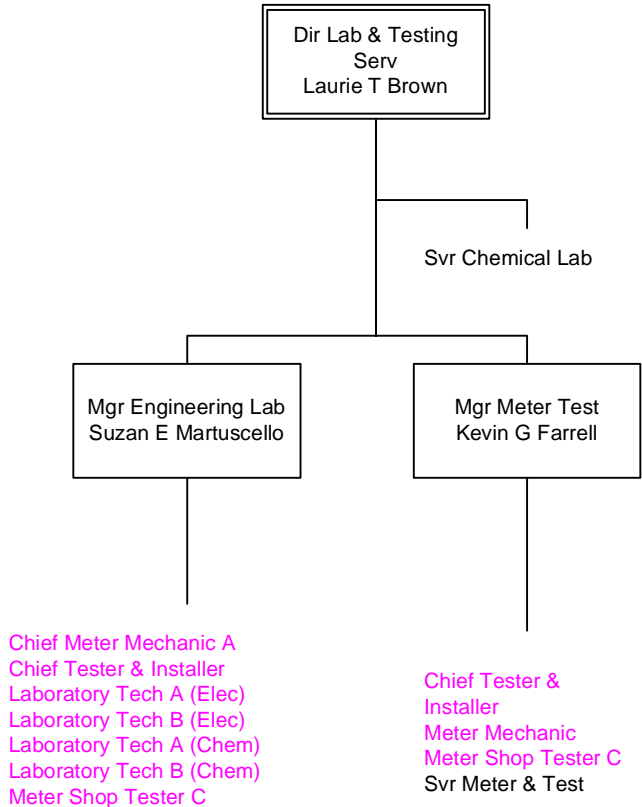 Dir Lab & Testing
Serv
Laurie T Brown
Svr Chemical Lab
Mgr Engineering Lab
Suzan E Martuscello
Mgr Meter Test
Kevin G Farrell
Chief Meter Mechanic A
Chief Tester & Installer
Laboratory Tech A (Elec)
Laboratory Tech B (Elec)
Laboratory Tech A (Chem)
Laboratory Tech B (Chem)
Meter Shop Tester C
Chief Tester &
Installer
Meter Mechanic
Meter Shop Tester C
Svr Meter & Test